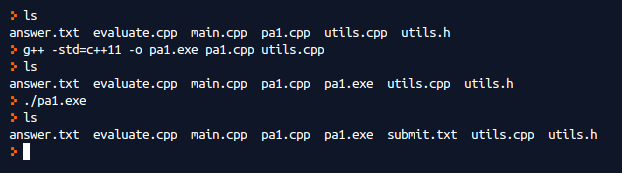 > ls
answer.txt  evaluate.cpp  main.cpp  pa1.cpp  utils.cpp  utils.h
> g++ -std=c++11 -o pa1.exe pa1.cpp utils.cpp
> ls
answer.txt  evaluate.cpp  main.cpp  pa1.cpp  pa1.exe  utils.cpp  utils.h
> ./pa1.exe
> ls
answer.txt  evaluate.cpp  main.cpp  pa1.cpp  pa1.exe  submit.txt  utils.cpp  utils.h
>